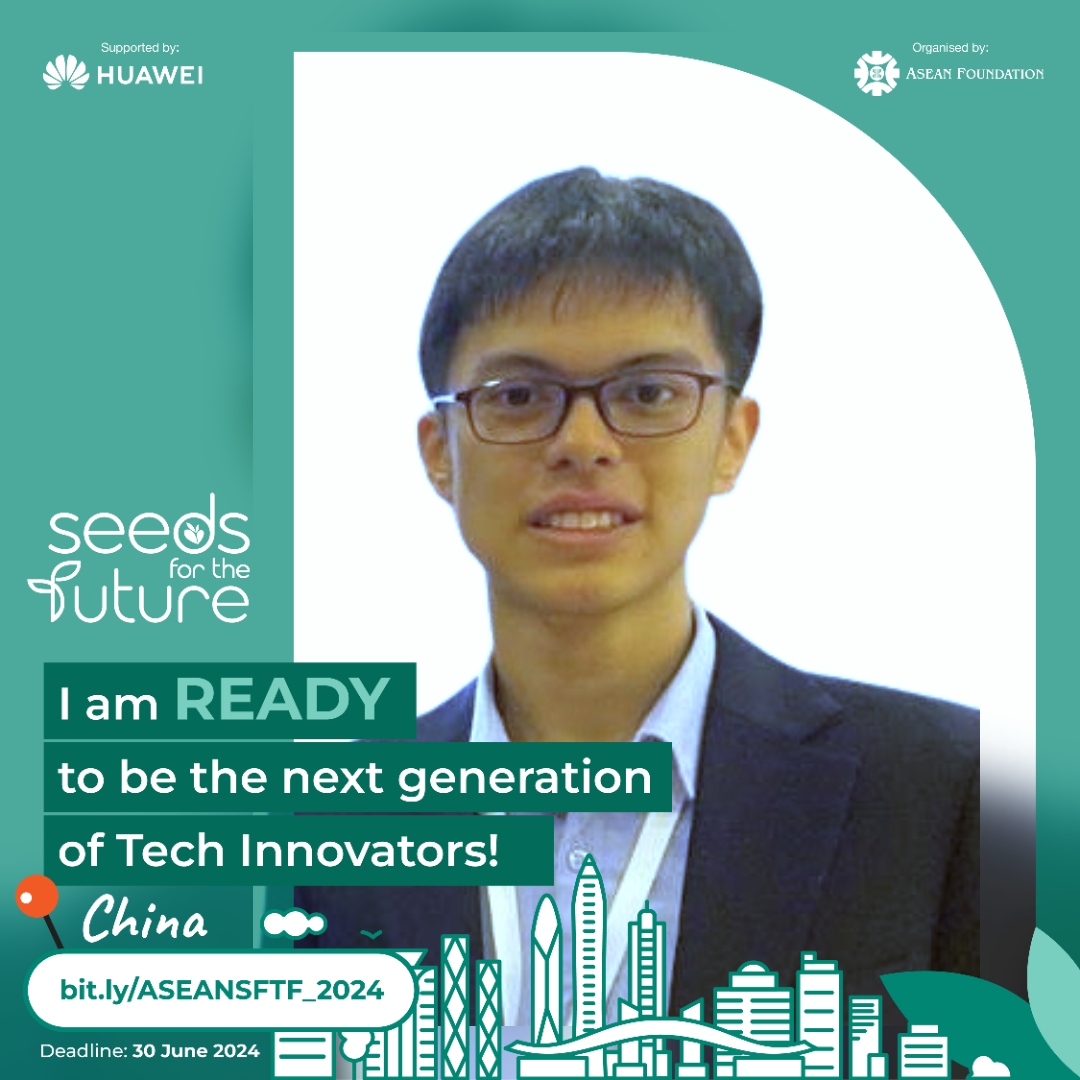 Supported by:
HUAWEI
Organised by:
ASEAN FOUNDATION
seeds
for the
future
I am READY
to be the next generation
of Tech Innovators!
China
bit.ly/ASEANSFTF_2024
Deadline: 30 June 2024